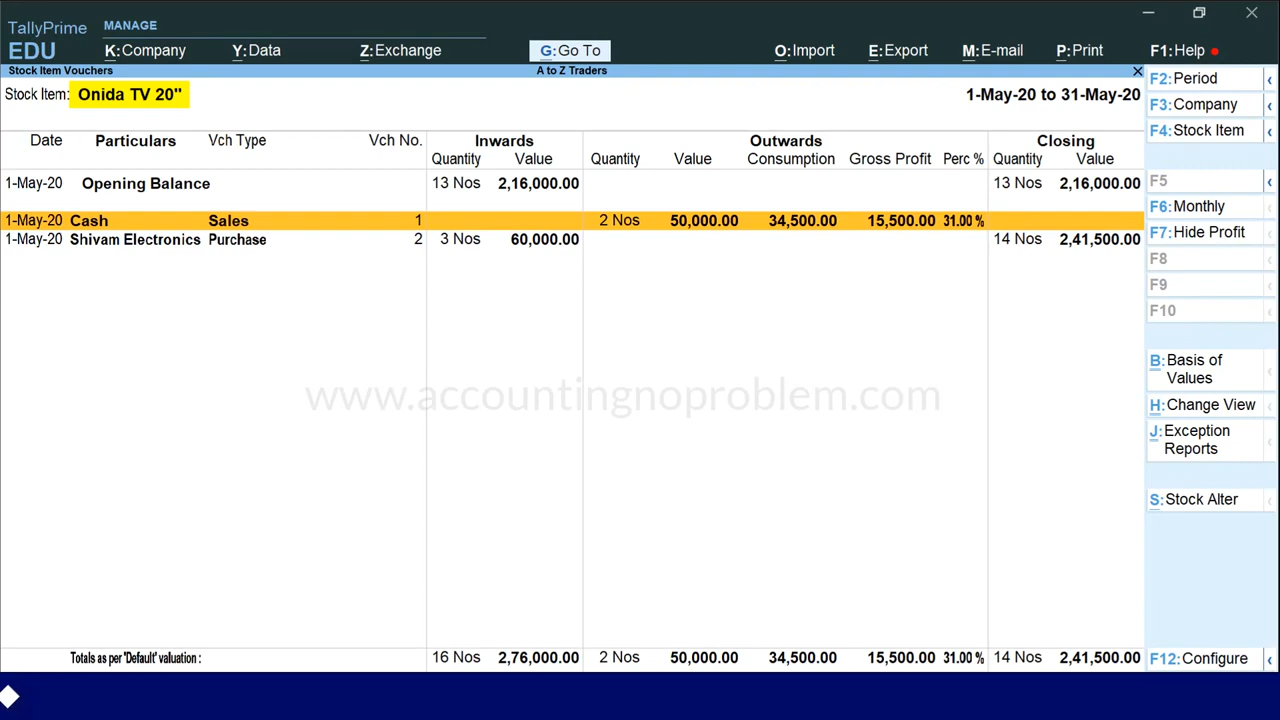 TallyPrime
EDU
MANAGE
K:Company Y:Data Z:Exchange G:Go To O:Import E:Export M:E-mail P:Print F1:Help
Stock Item Vouchers A to Z Traders
Stock Item: Onida TV 20" 1-May-20 to 31-May-20
Date Particulars Vch Type Vch No. Inwards Outwards Closing
Quantity Value Quantity Value Consumption Gross Profit Perc % Quantity Value
1-May-20 Opening Balance 13 Nos 2,16,000.00 13 Nos 2,16,000.00
1-May-20 Cash Sales 1 2 Nos 50,000.00 34,500.00 15,500.00 31.00 %
1-May-20 Shivam Electronics Purchase 2 3 Nos 60,000.00 14 Nos 2,41,500.00
www.accountingnoproblem.com
Totals as per 'Default' valuation : 16 Nos 2,76,000.00 2 Nos 50,000.00 34,500.00 15,500.00 31.00 % 14 Nos 2,41,500.00
F2:Period
F3:Company
F4:Stock Item
F5
F6:Monthly
F7:Hide Profit
F8
F9
F10
B:Basis of
Values
H:Change View
J:Exception
Reports
S:Stock Alter
F12:Configure